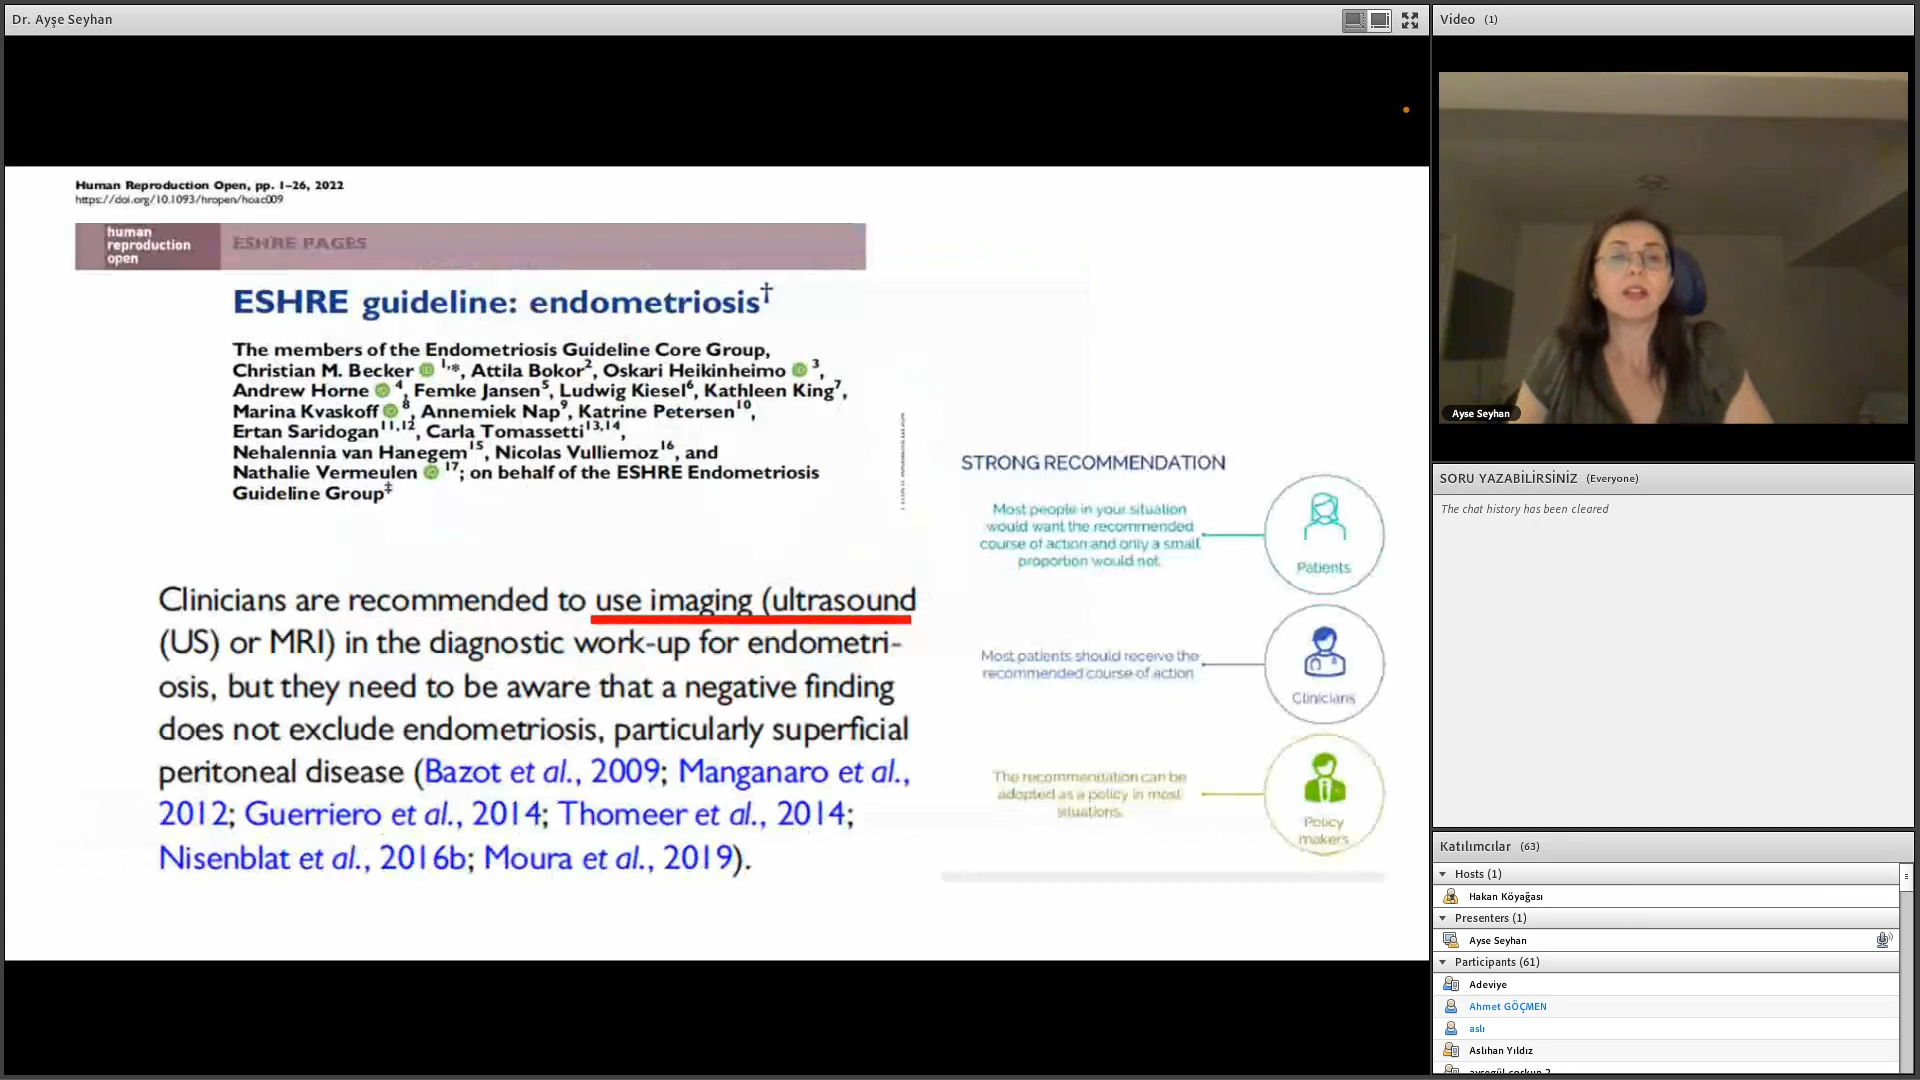 Dr. Ayşe Seyhan
Human Reproduction Open, pp. 1–26, 2022
https://doi.org/10.1093/hropen/hoac009
human
reproduction
open
ESHRE PAGES
ESHRE guideline: endometriosis†
The members of the Endometriosis Guideline Core Group,
Christian M. Becker 1,*, Attila Bokor2, Oskari Heikinheimo 3,
Andrew Horne 4, Femke Jansen5, Ludwig Kiesel6, Kathleen King7,
Marina Kvaskoff 8, Annemiek Nap9, Katrine Petersen10,
Ertan Saridogan11,12, Carla Tomassetti13,14,
Nehalennia van Hanegem15, Nicolas Vulliemoz16, and
Nathalie Vermeulen 17; on behalf of the ESHRE Endometriosis
Guideline Group‡
Clinicians are recommended to use imaging (ultrasound
(US) or MRI) in the diagnostic work-up for endometri-
osis, but they need to be aware that a negative finding
does not exclude endometriosis, particularly superficial
peritoneal disease (Bazot et al., 2009; Manganaro et al.,
2012; Guerriero et al., 2014; Thomeer et al., 2014;
Nisenblat et al., 2016b; Moura et al., 2019).
STRONG RECOMMENDATION
Most people in your situation
would want the recommended
course of action and only a small
proportion would not.
Patients
Most patients should receive the
recommended course of action
Clinicians
The recommendation can be
adopted as a policy in most
situations.
Policy
makers
Video (1)
Ayse Seyhan
SORU YAZABİLİRSİNİZ (Everyone)
The chat history has been cleared
Katılımcılar (63)
Hosts (1)
Hakan Köyağası
Presenters (1)
Ayse Seyhan
Participants (61)
Adeviye
Ahmet GÖÇMEN
aslı
Aslıhan Yıldız